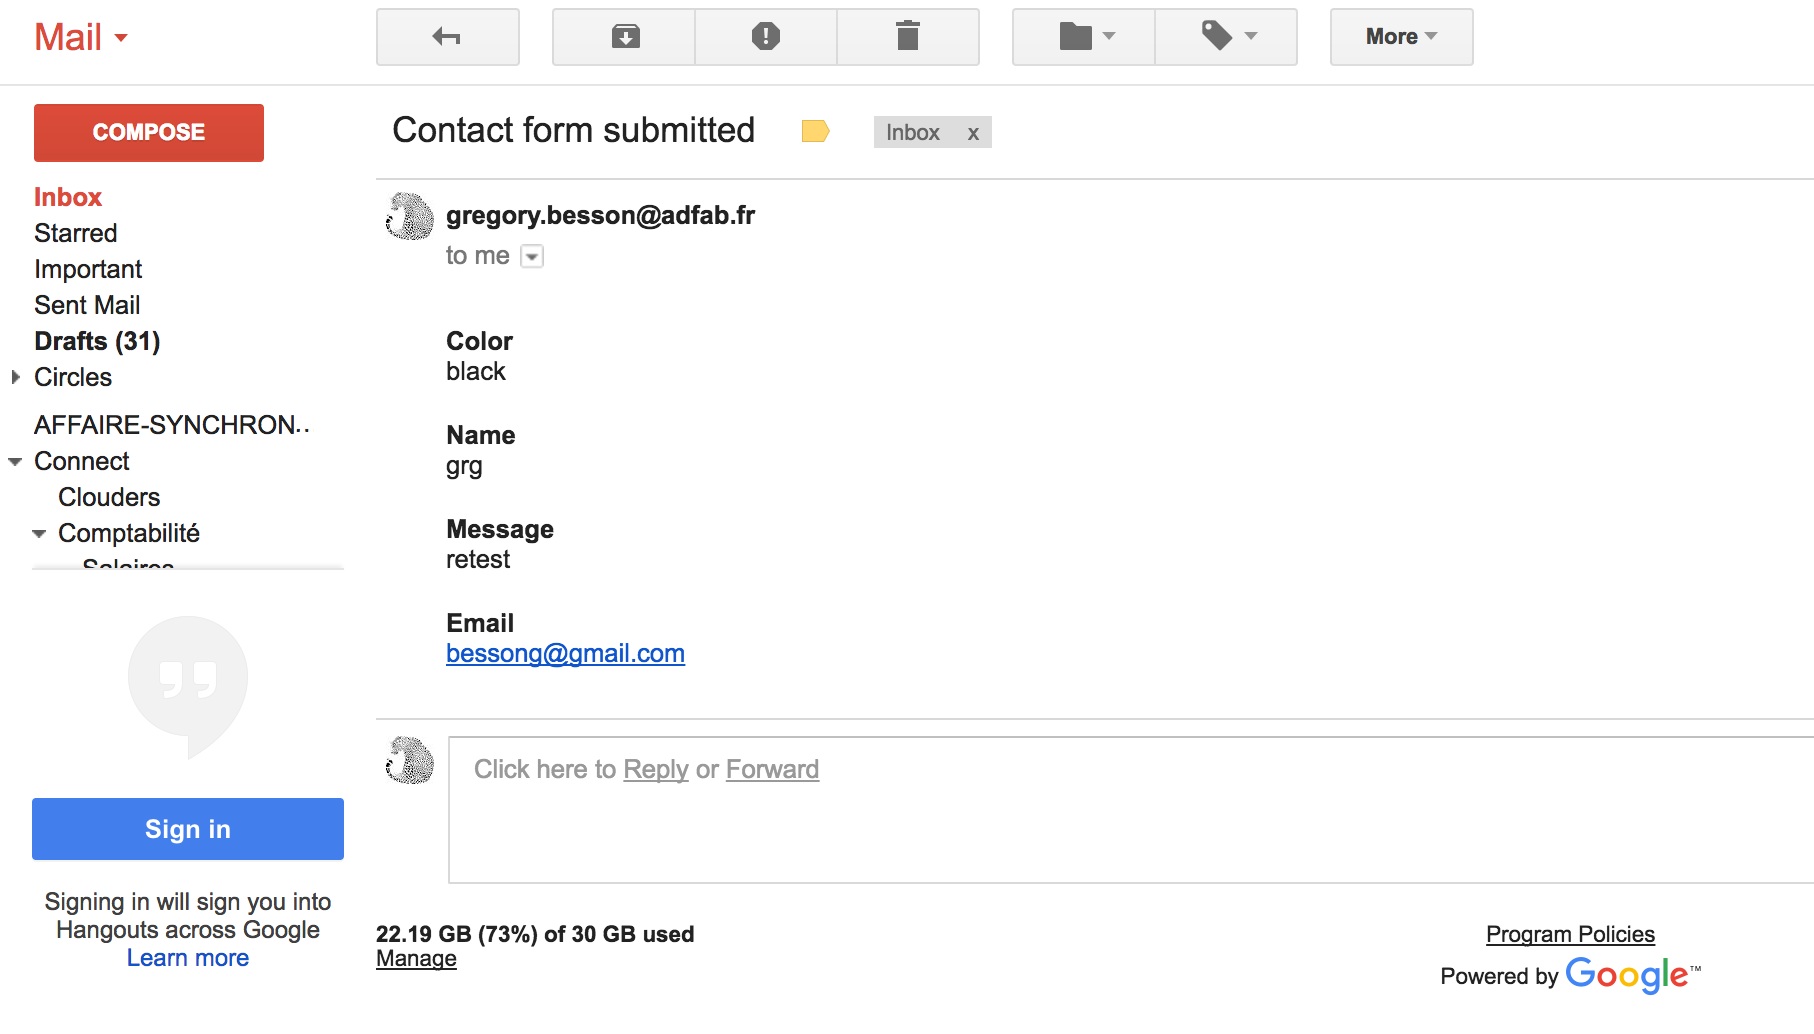 Mail
More
COMPOSE
Contact form submitted
Inbox x
Inbox
Starred
Important
Sent Mail
Drafts (31)
Circles
AFFAIRE-SYNCHRON..
Connect
Clouders
Comptabilité
Salaires
gregory.besson@adfab.fr
to me
Color
black
Name
grg
Message
retest
Email
bessong@gmail.com
Click here to Reply or Forward
Sign in
Signing in will sign you into
Hangouts across Google
Learn more
22.19 GB (73%) of 30 GB used
Manage
Program Policies
Powered by Google™